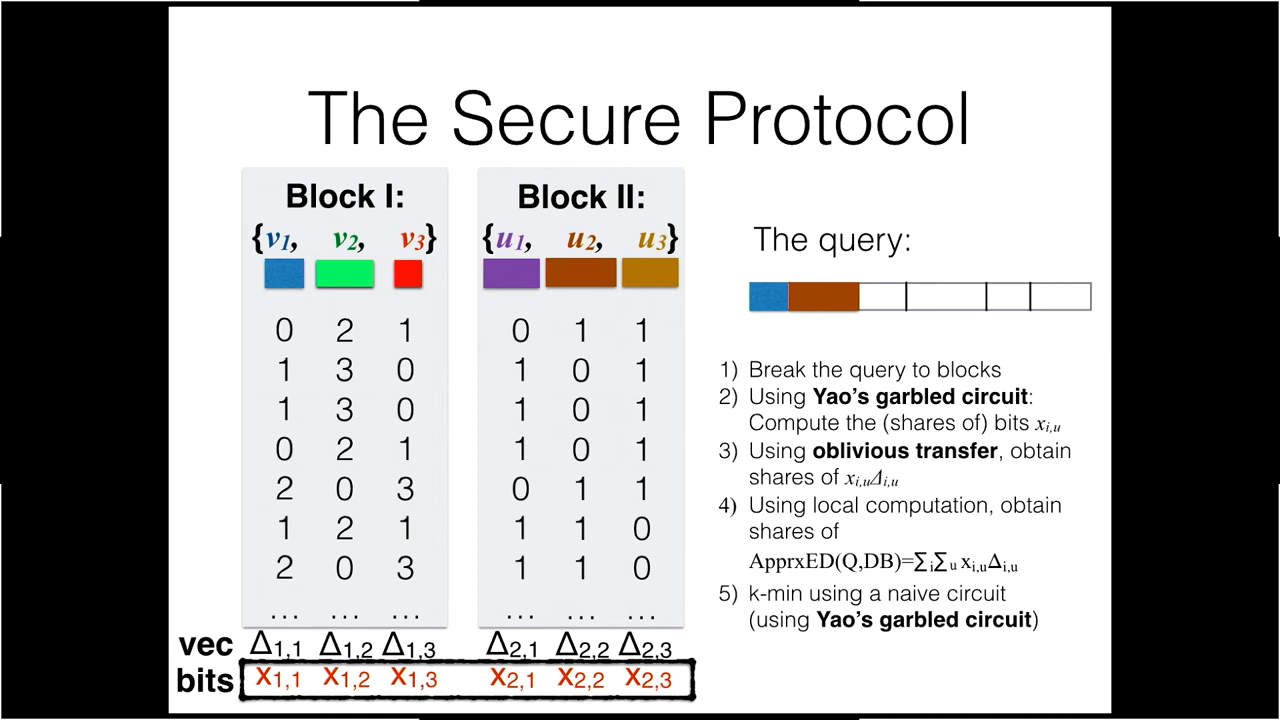 The Secure Protocol
Block I:
{v1, v2, v3}
0 2 1
1 3 0
1 3 0
0 2 1
2 0 3
1 2 1
2 0 3
... ... ...
Block II:
{u1, u2, u3}
0 1 1
1 0 1
1 0 1
1 0 1
0 1 1
1 1 0
1 1 0
... ... ...
vec Δ1,1 Δ1,2 Δ1,3 Δ2,1 Δ2,2 Δ2,3
bits x1,1 x1,2 x1,3 x2,1 x2,2 x2,3
The query:
1) Break the query to blocks
2) Using Yao's garbled circuit:
Compute the (shares of) bits xi,u
3) Using oblivious transfer, obtain
shares of xi,uΔi,u
4) Using local computation, obtain
shares of
ApprxED(Q,DB)=∑i∑u xi,uΔi,u
5) k-min using a naive circuit
(using Yao's garbled circuit)